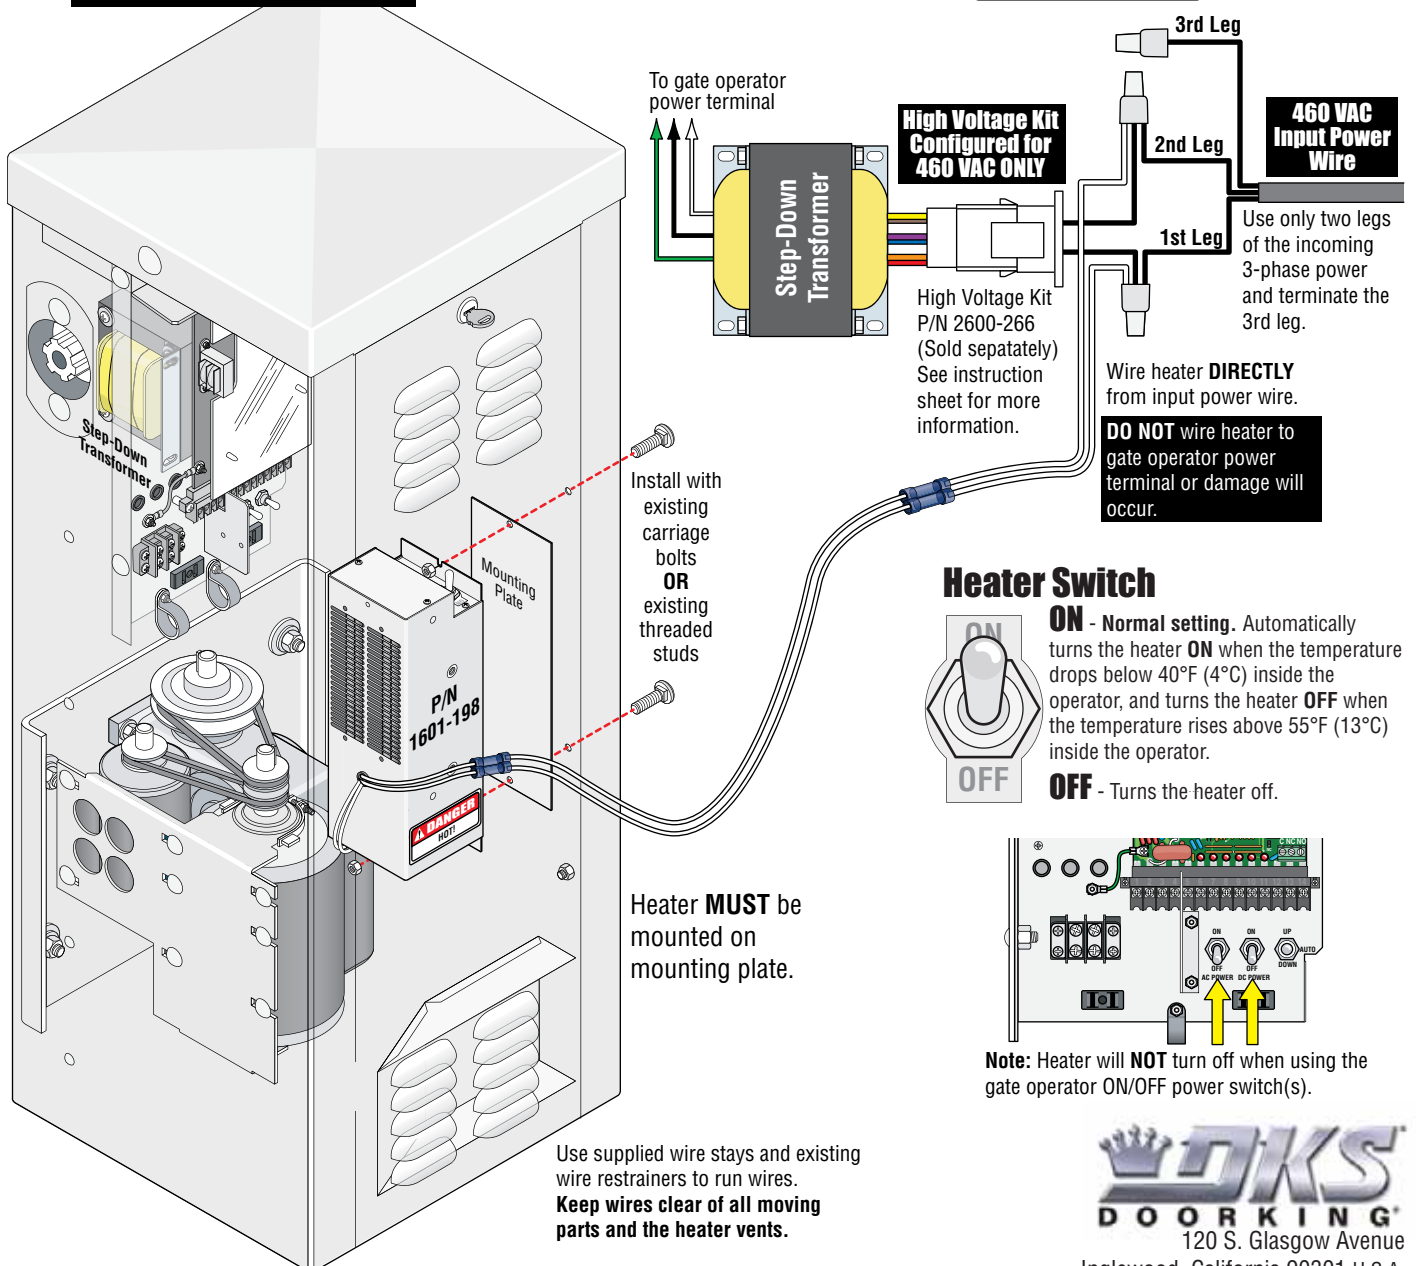 3rd Leg
To gate operator
power terminal
High Voltage Kit
Configured for
460 VAC ONLY
460 VAC
Input Power
Wire
2nd Leg
1st Leg
Step-Down
Transformer
Use only two legs
of the incoming
3-phase power
and terminate the
3rd leg.
High Voltage Kit
P/N 2600-266
(Sold sepatately)
See instruction
sheet for more
information.
Wire heater DIRECTLY
from input power wire.
DO NOT wire heater to
gate operator power
terminal or damage will
occur.
Step-Down
Transformer
Install with
existing
carriage
bolts
OR
existing
threaded
studs
Mounting
Plate
P/N
1601-198
DANGER
HOT!
Heater Switch
ON
OFF
ON - Normal setting. Automatically
turns the heater ON when the temperature
drops below 40°F (4°C) inside the
operator, and turns the heater OFF when
the temperature rises above 55°F (13°C)
inside the operator.
OFF - Turns the heater off.
Heater MUST be
mounted on
mounting plate.
C NC NO
ON
ON
UP
AUTO
OFF
OFF
DOWN
AC POWER
DC POWER
Note: Heater will NOT turn off when using the
gate operator ON/OFF power switch(s).
Use supplied wire stays and existing
wire restrainers to run wires.
Keep wires clear of all moving
parts and the heater vents.
DKS
DOORKING
120 S. Glasgow Avenue
Inglewood, California 90301 U.S.A.